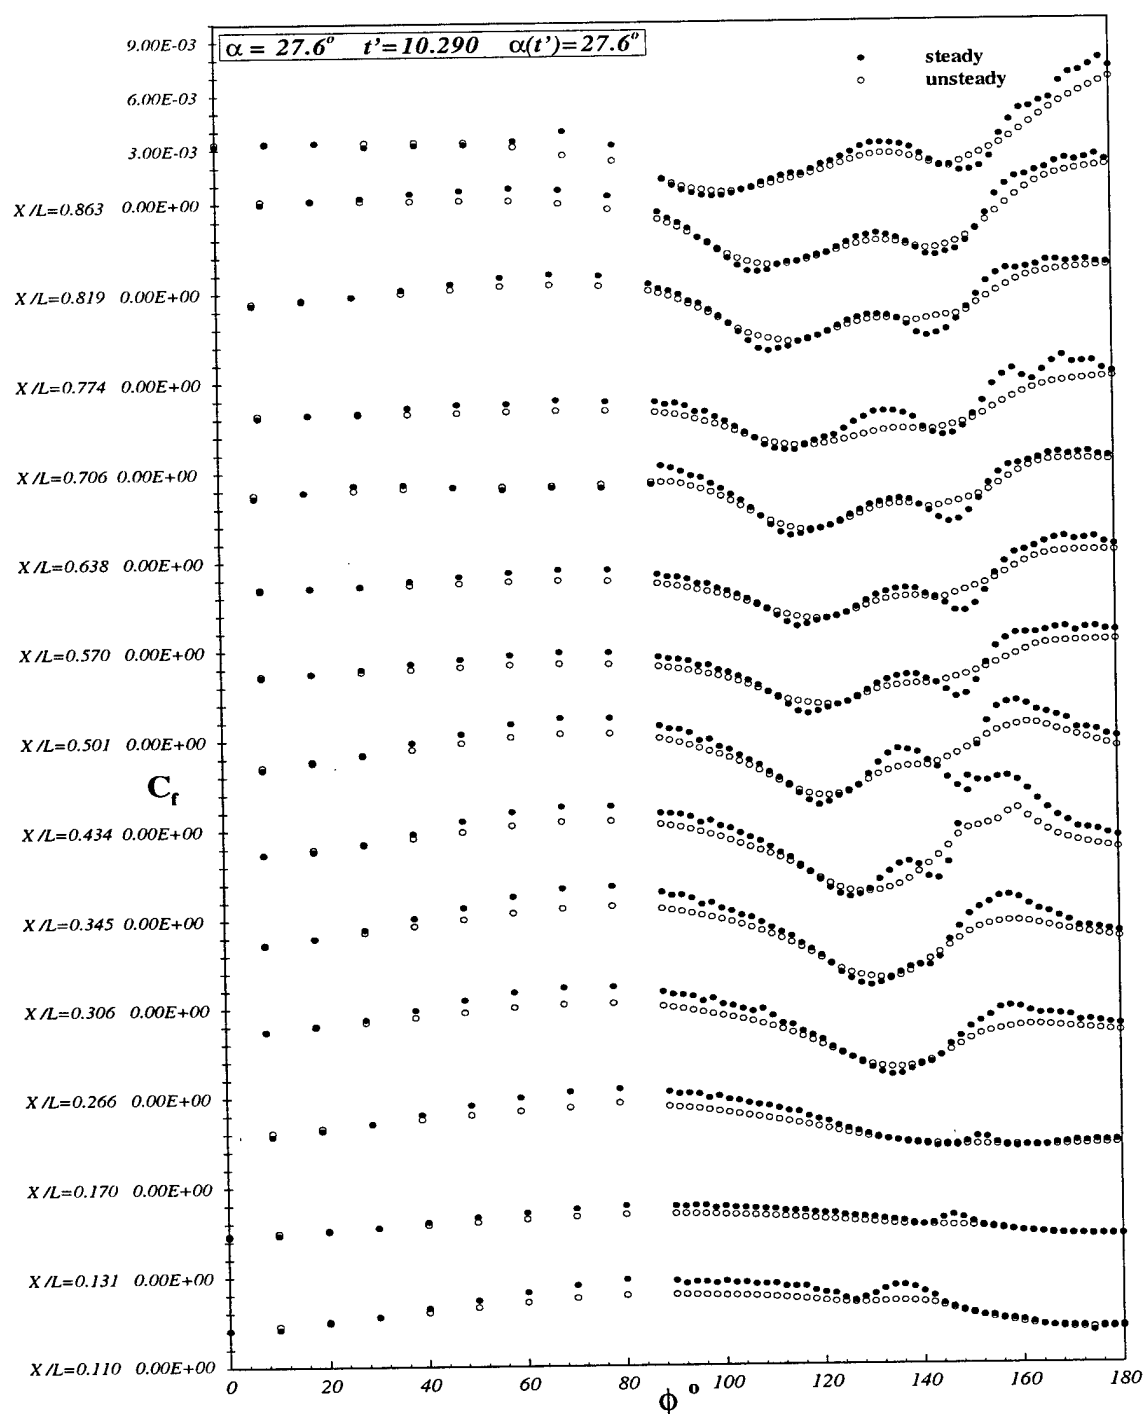 9.00E-03
α = 27.6° t'=10.290 α(t')=27.6°
steady
unsteady
6.00E-03
3.00E-03
X/L=0.863 0.00E+00
X/L=0.819 0.00E+00
X/L=0.774 0.00E+00
X/L=0.706 0.00E+00
X/L=0.638 0.00E+00
X/L=0.570 0.00E+00
X/L=0.501 0.00E+00
Cf
X/L=0.434 0.00E+00
X/L=0.345 0.00E+00
X/L=0.306 0.00E+00
X/L=0.266 0.00E+00
X/L=0.170 0.00E+00
X/L=0.131 0.00E+00
X/L=0.110 0.00E+00
0 20 40 60 80 100 120 140 160 180
ϕ °